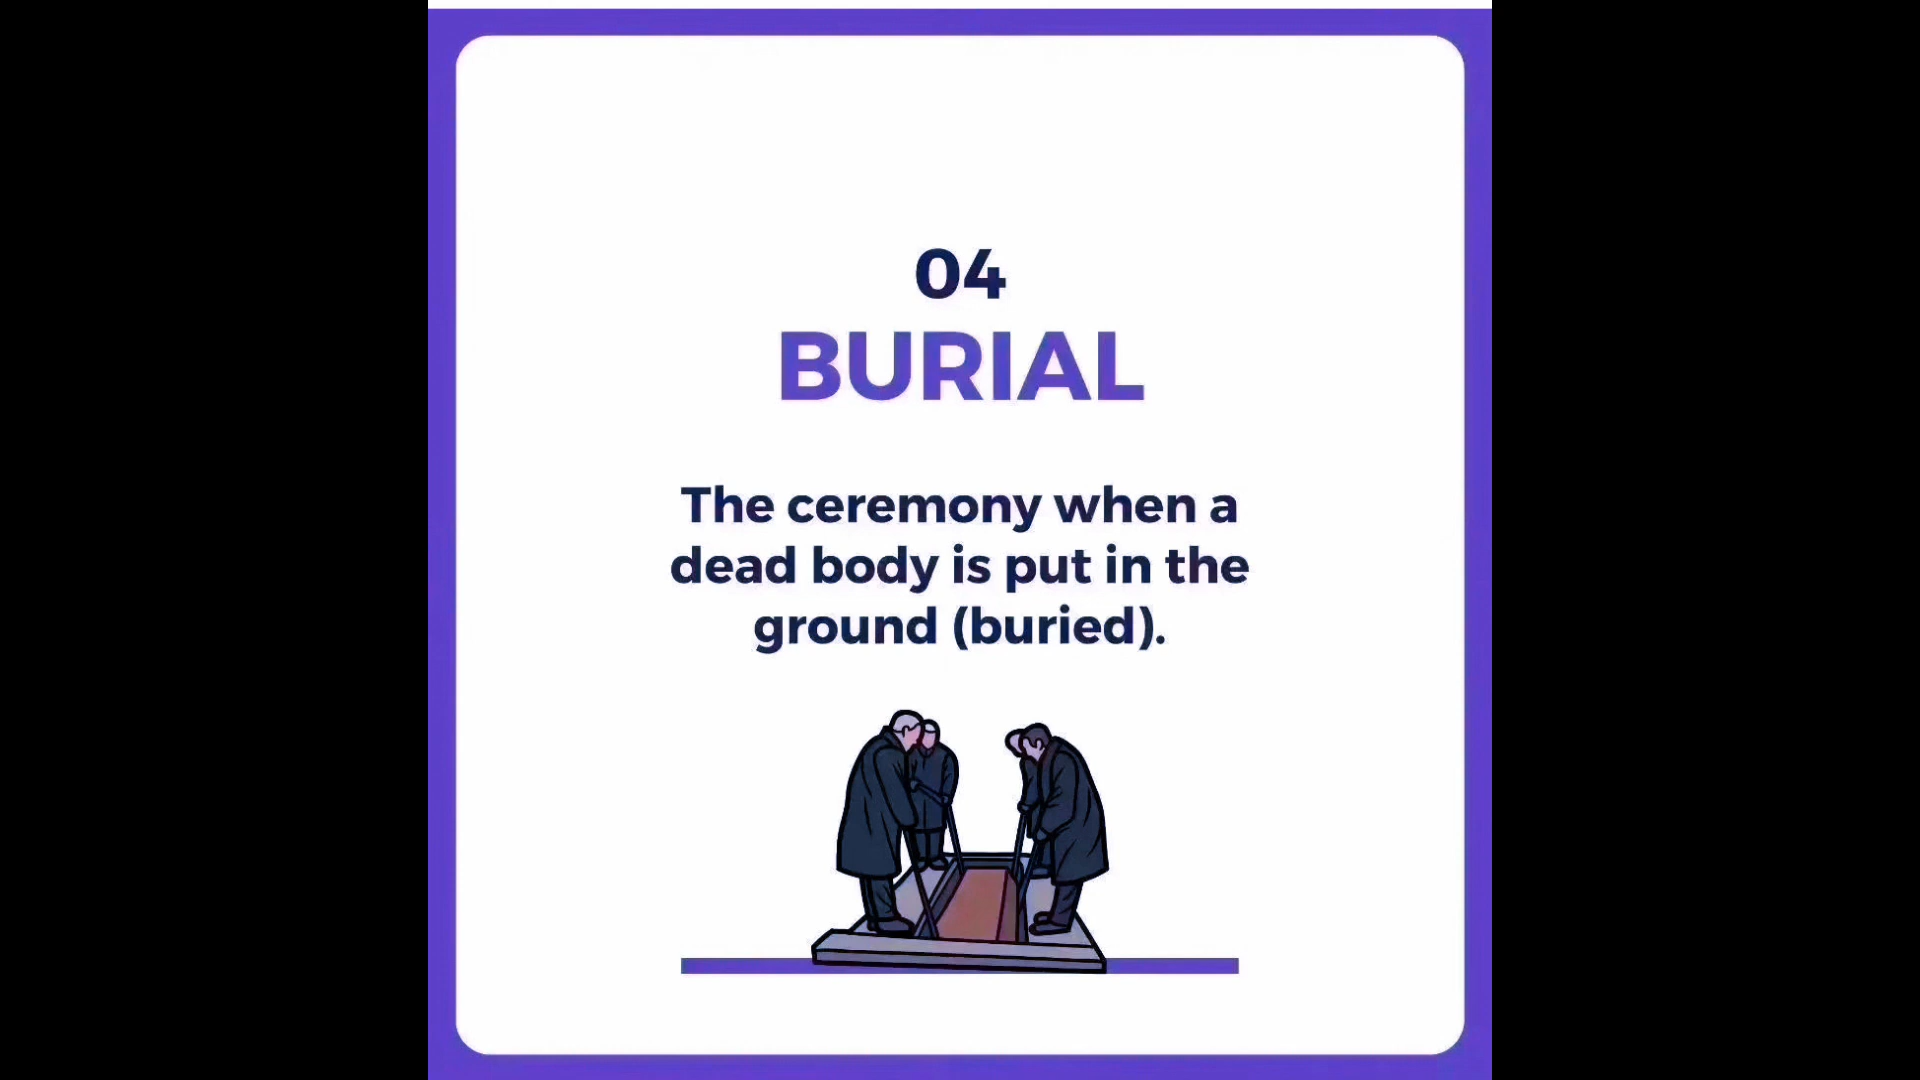 04
BURIAL
The ceremony when a
dead body is put in the
ground (buried).